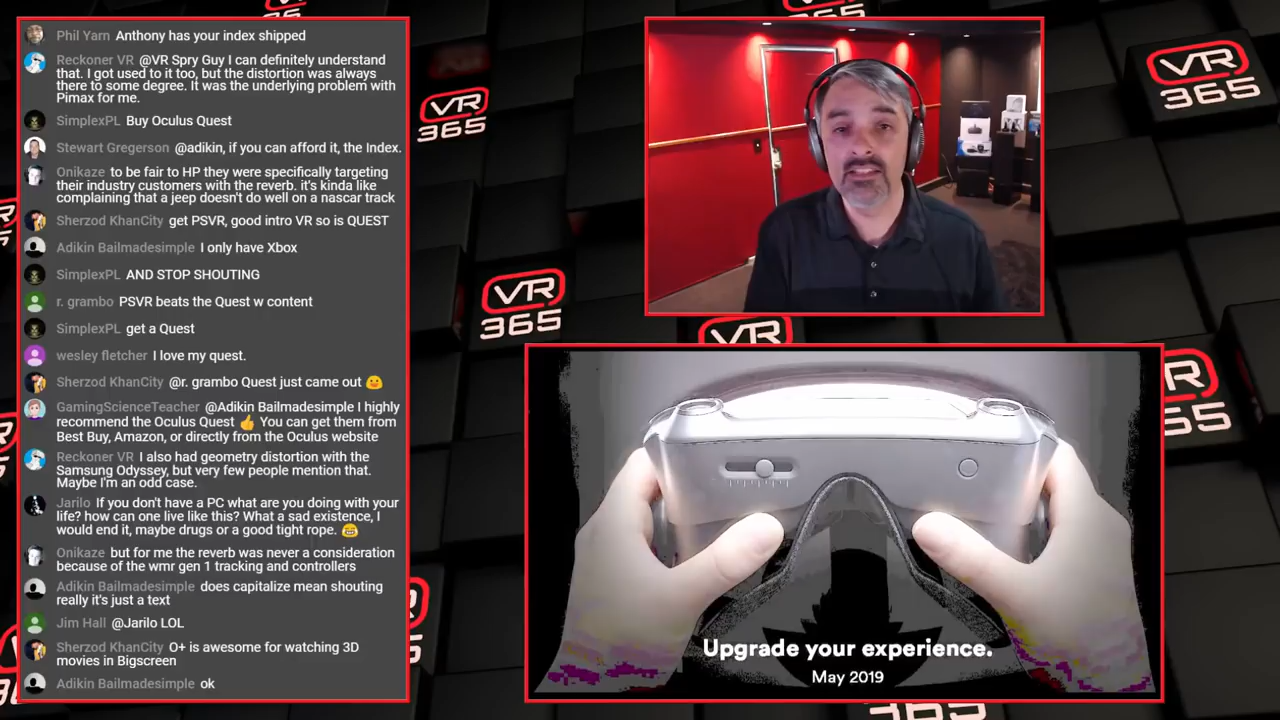 Phil Yarn Anthony has your index shipped
Reckoner VR @VR Spry Guy I can definitely understand
that. I got used to it too, but the distortion was always
there to some degree. It was the underlying problem with
Pimax for me.
SimplexPL Buy Oculus Quest
Stewart Gregerson @adikin, if you can afford it, the Index.
Onikaze to be fair to HP they were specifically targeting
their industry customers with the reverb. it's kinda like
complaining that a jeep doesn't do well on a nascar track
Sherzod KhanCity get PSVR, good intro VR so is QUEST
Adikin Bailmadesimple I only have Xbox
SimplexPL AND STOP SHOUTING
r. grambo PSVR beats the Quest w content
SimplexPL get a Quest
wesley fletcher I love my quest.
Sherzod KhanCity @r. grambo Quest just came out
GamingScienceTeacher @Adikin Bailmadesimple I highly
recommend the Oculus Quest 👍 You can get them from
Best Buy, Amazon, or directly from the Oculus website
Reckoner VR I also had geometry distortion with the
Samsung Odyssey, but very few people mention that.
Maybe I'm an odd case.
Jarilo If you don't have a PC what are you doing with your
life? how can one live like this? What a sad existence, I
would end it, maybe drugs or a good tight rope. 😂
Onikaze but for me the reverb was never a consideration
because of the wmr gen 1 tracking and controllers
Adikin Bailmadesimple does capitalize mean shouting
really it's just a text
Jim Hall @Jarilo LOL
Sherzod KhanCity O+ is awesome for watching 3D
movies in Bigscreen
Adikin Bailmadesimple ok
VR
365
VR
365
VR
365
VR
Upgrade your experience.
May 2019
365